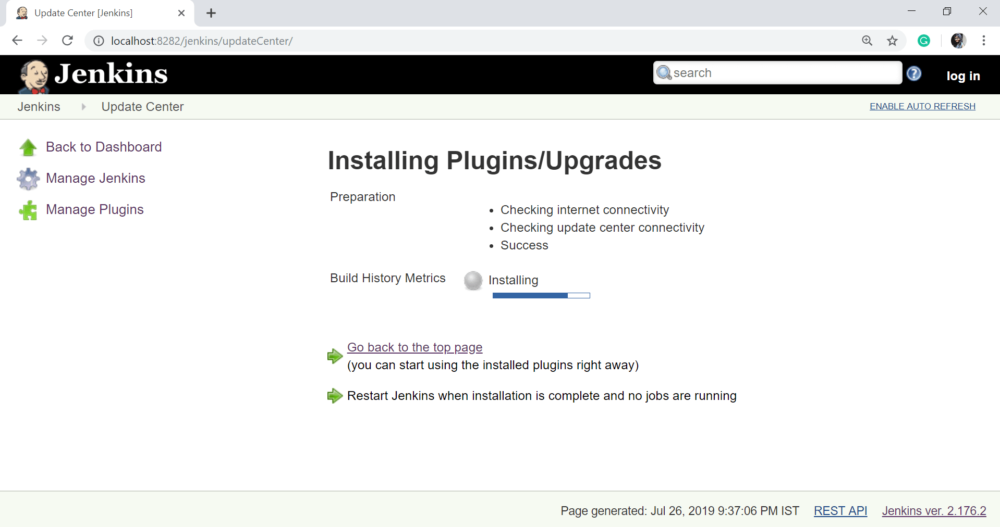 Update Center [Jenkins]
localhost:8282/jenkins/updateCenter/
Jenkins
search
log in
Jenkins
Update Center
ENABLE AUTO REFRESH
Back to Dashboard
Manage Jenkins
Manage Plugins
Installing Plugins/Upgrades
Preparation
Checking internet connectivity
Checking update center connectivity
Success
Build History Metrics
Installing
Go back to the top page
(you can start using the installed plugins right away)
Restart Jenkins when installation is complete and no jobs are running
Page generated: Jul 26, 2019 9:37:06 PM IST
REST API
Jenkins ver. 2.176.2